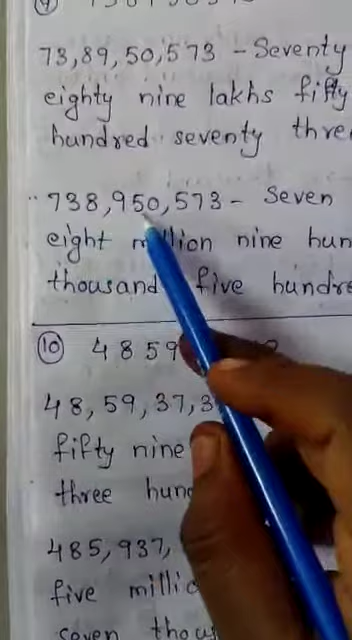 73,89,50,573 - Seventy
eighty nine lakhs fifty
hundred seventy three
738,950,573 - Seven
eight million nine hun
thousand five hundre
10 4859
48,59,37,3
fifty nine
three hun
485,937,
five millio
seven thou